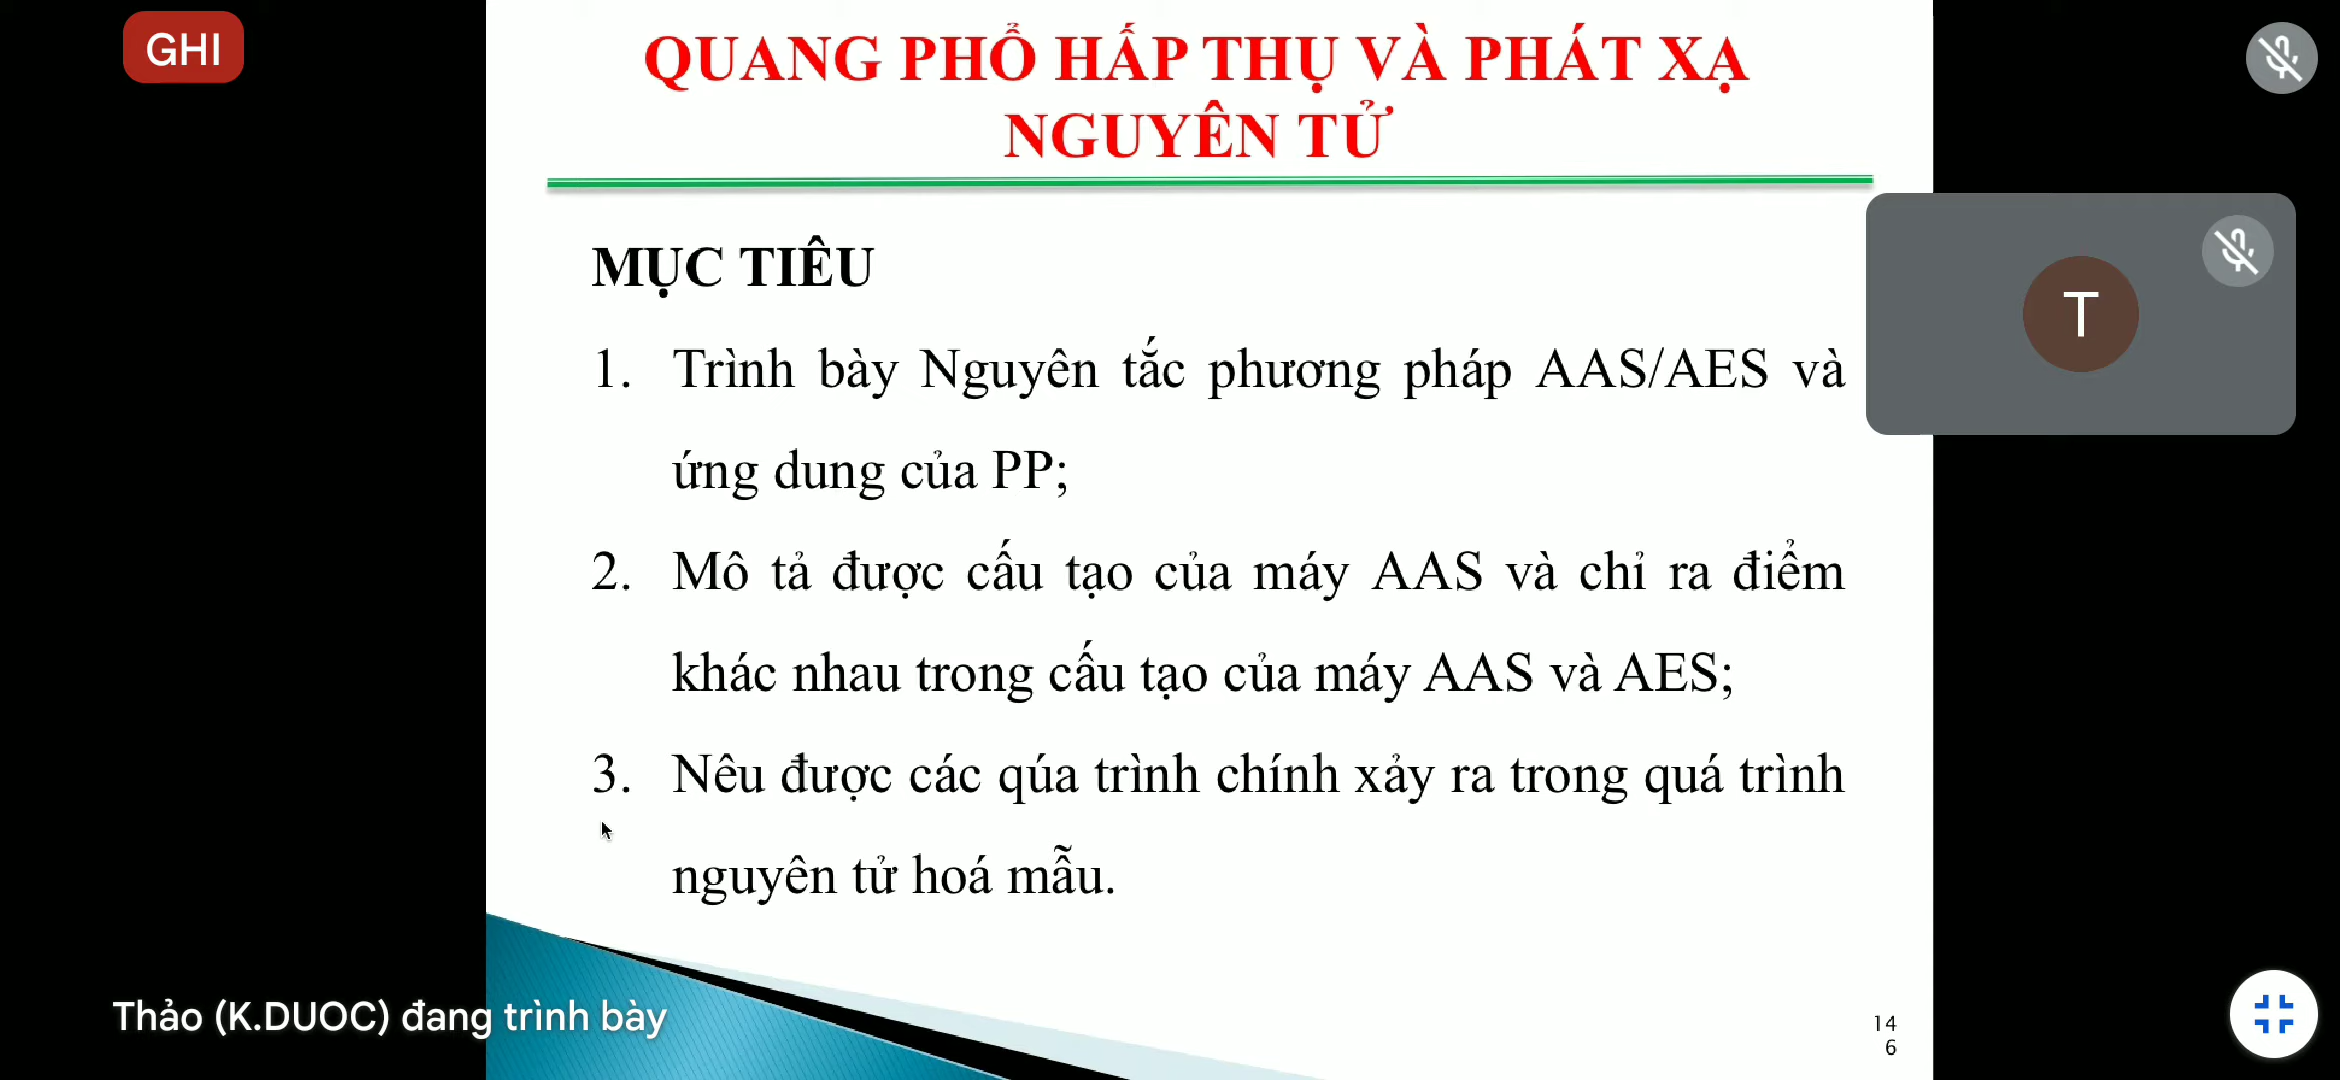 GHI
QUANG PHỔ HẤP THỤ VÀ PHÁT XẠ
NGUYÊN TỬ
MỤC TIÊU
1. Trình bày Nguyên tắc phương pháp AAS/AES và
ứng dung của PP;
2. Mô tả được cấu tạo của máy AAS và chỉ ra điểm
khác nhau trong cấu tạo của máy AAS và AES;
3. Nêu được các qúa trình chính xảy ra trong quá trình
nguyên tử hoá mẫu.
T
Thảo (K.DUOC) đang trình bày
14
6